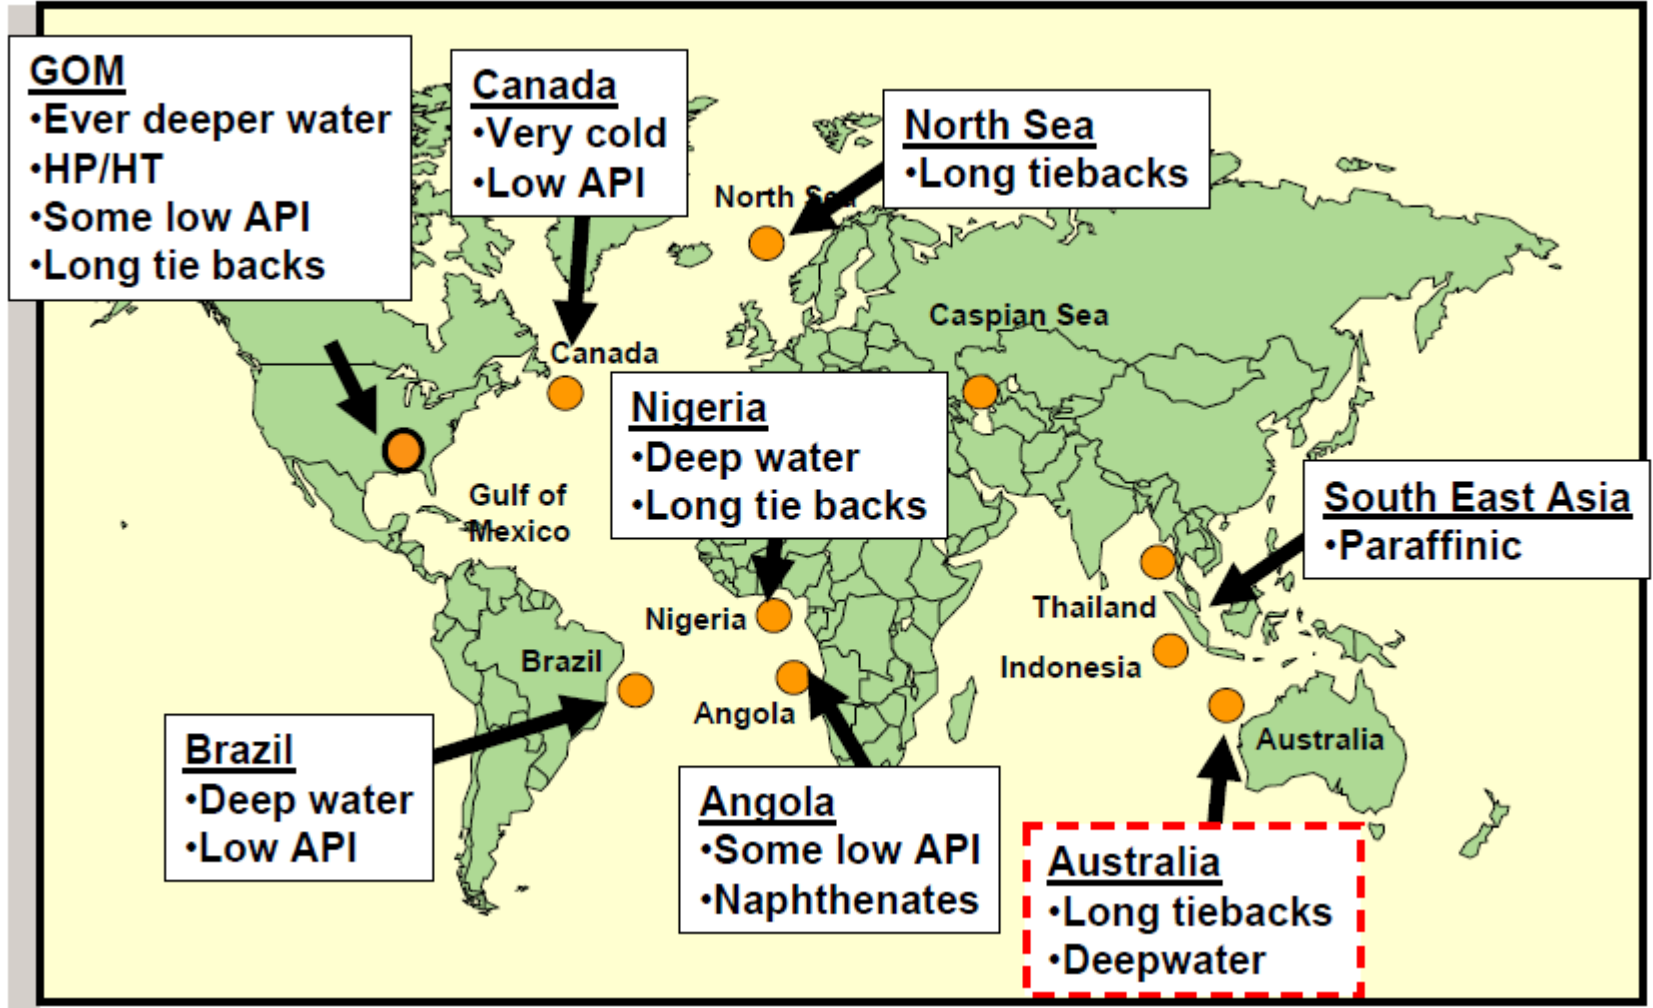 GOM
•Ever deeper water
•HP/HT
•Some low API
•Long tie backs
Canada
•Very cold
•Low API
North Sea
•Long tiebacks
North Sea
Caspian Sea
Canada
Nigeria
•Deep water
•Long tie backs
Gulf of
Mexico
South East Asia
•Paraffinic
Thailand
Nigeria
Indonesia
Brazil
Angola
Australia
Brazil
•Deep water
•Low API
Angola
•Some low API
•Naphthenates
Australia
•Long tiebacks
•Deepwater